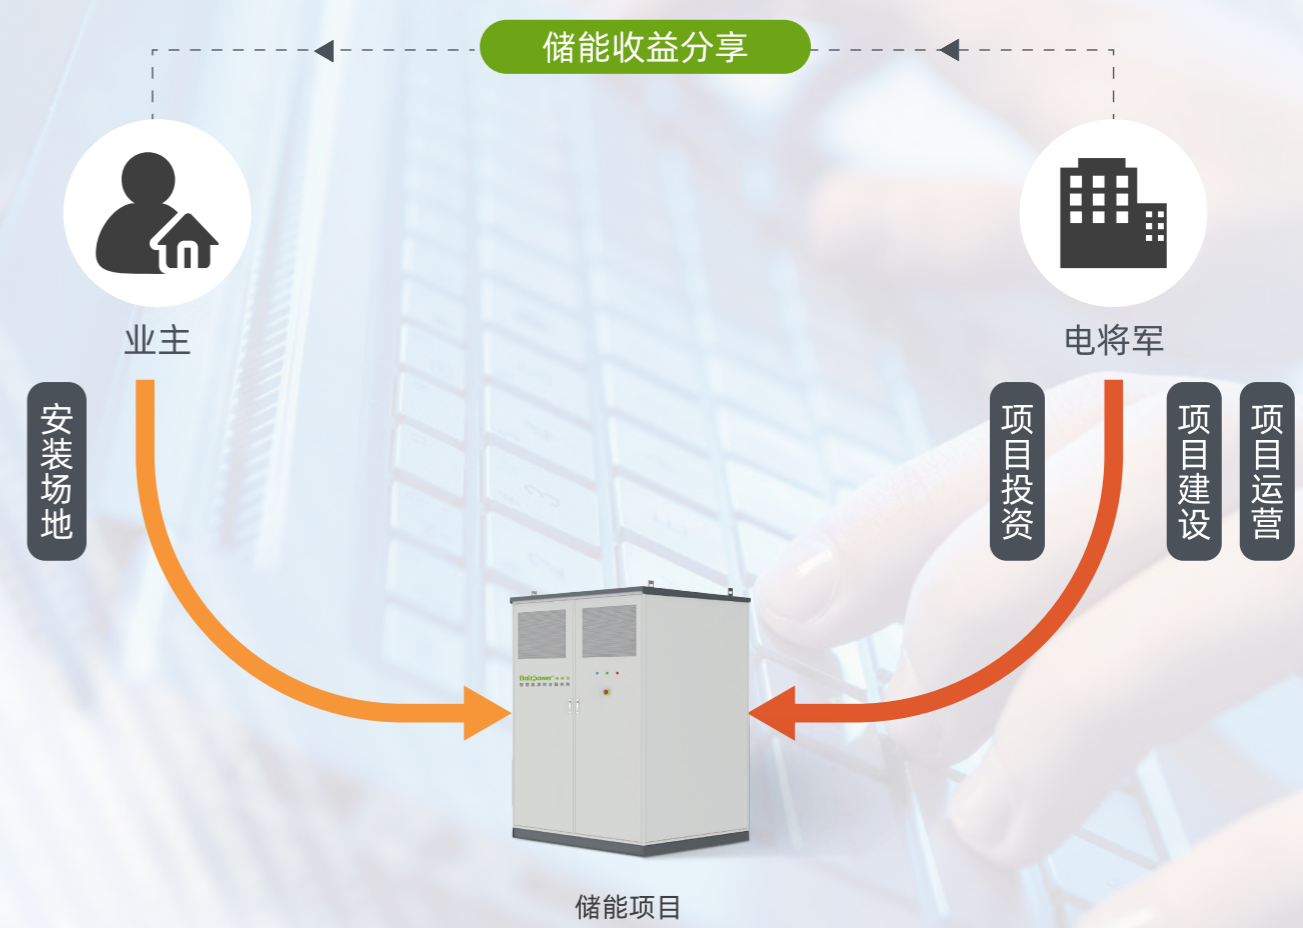 储能收益分享
业主
电将军
安装场地
项目投资
项目建设
项目运营
储能项目